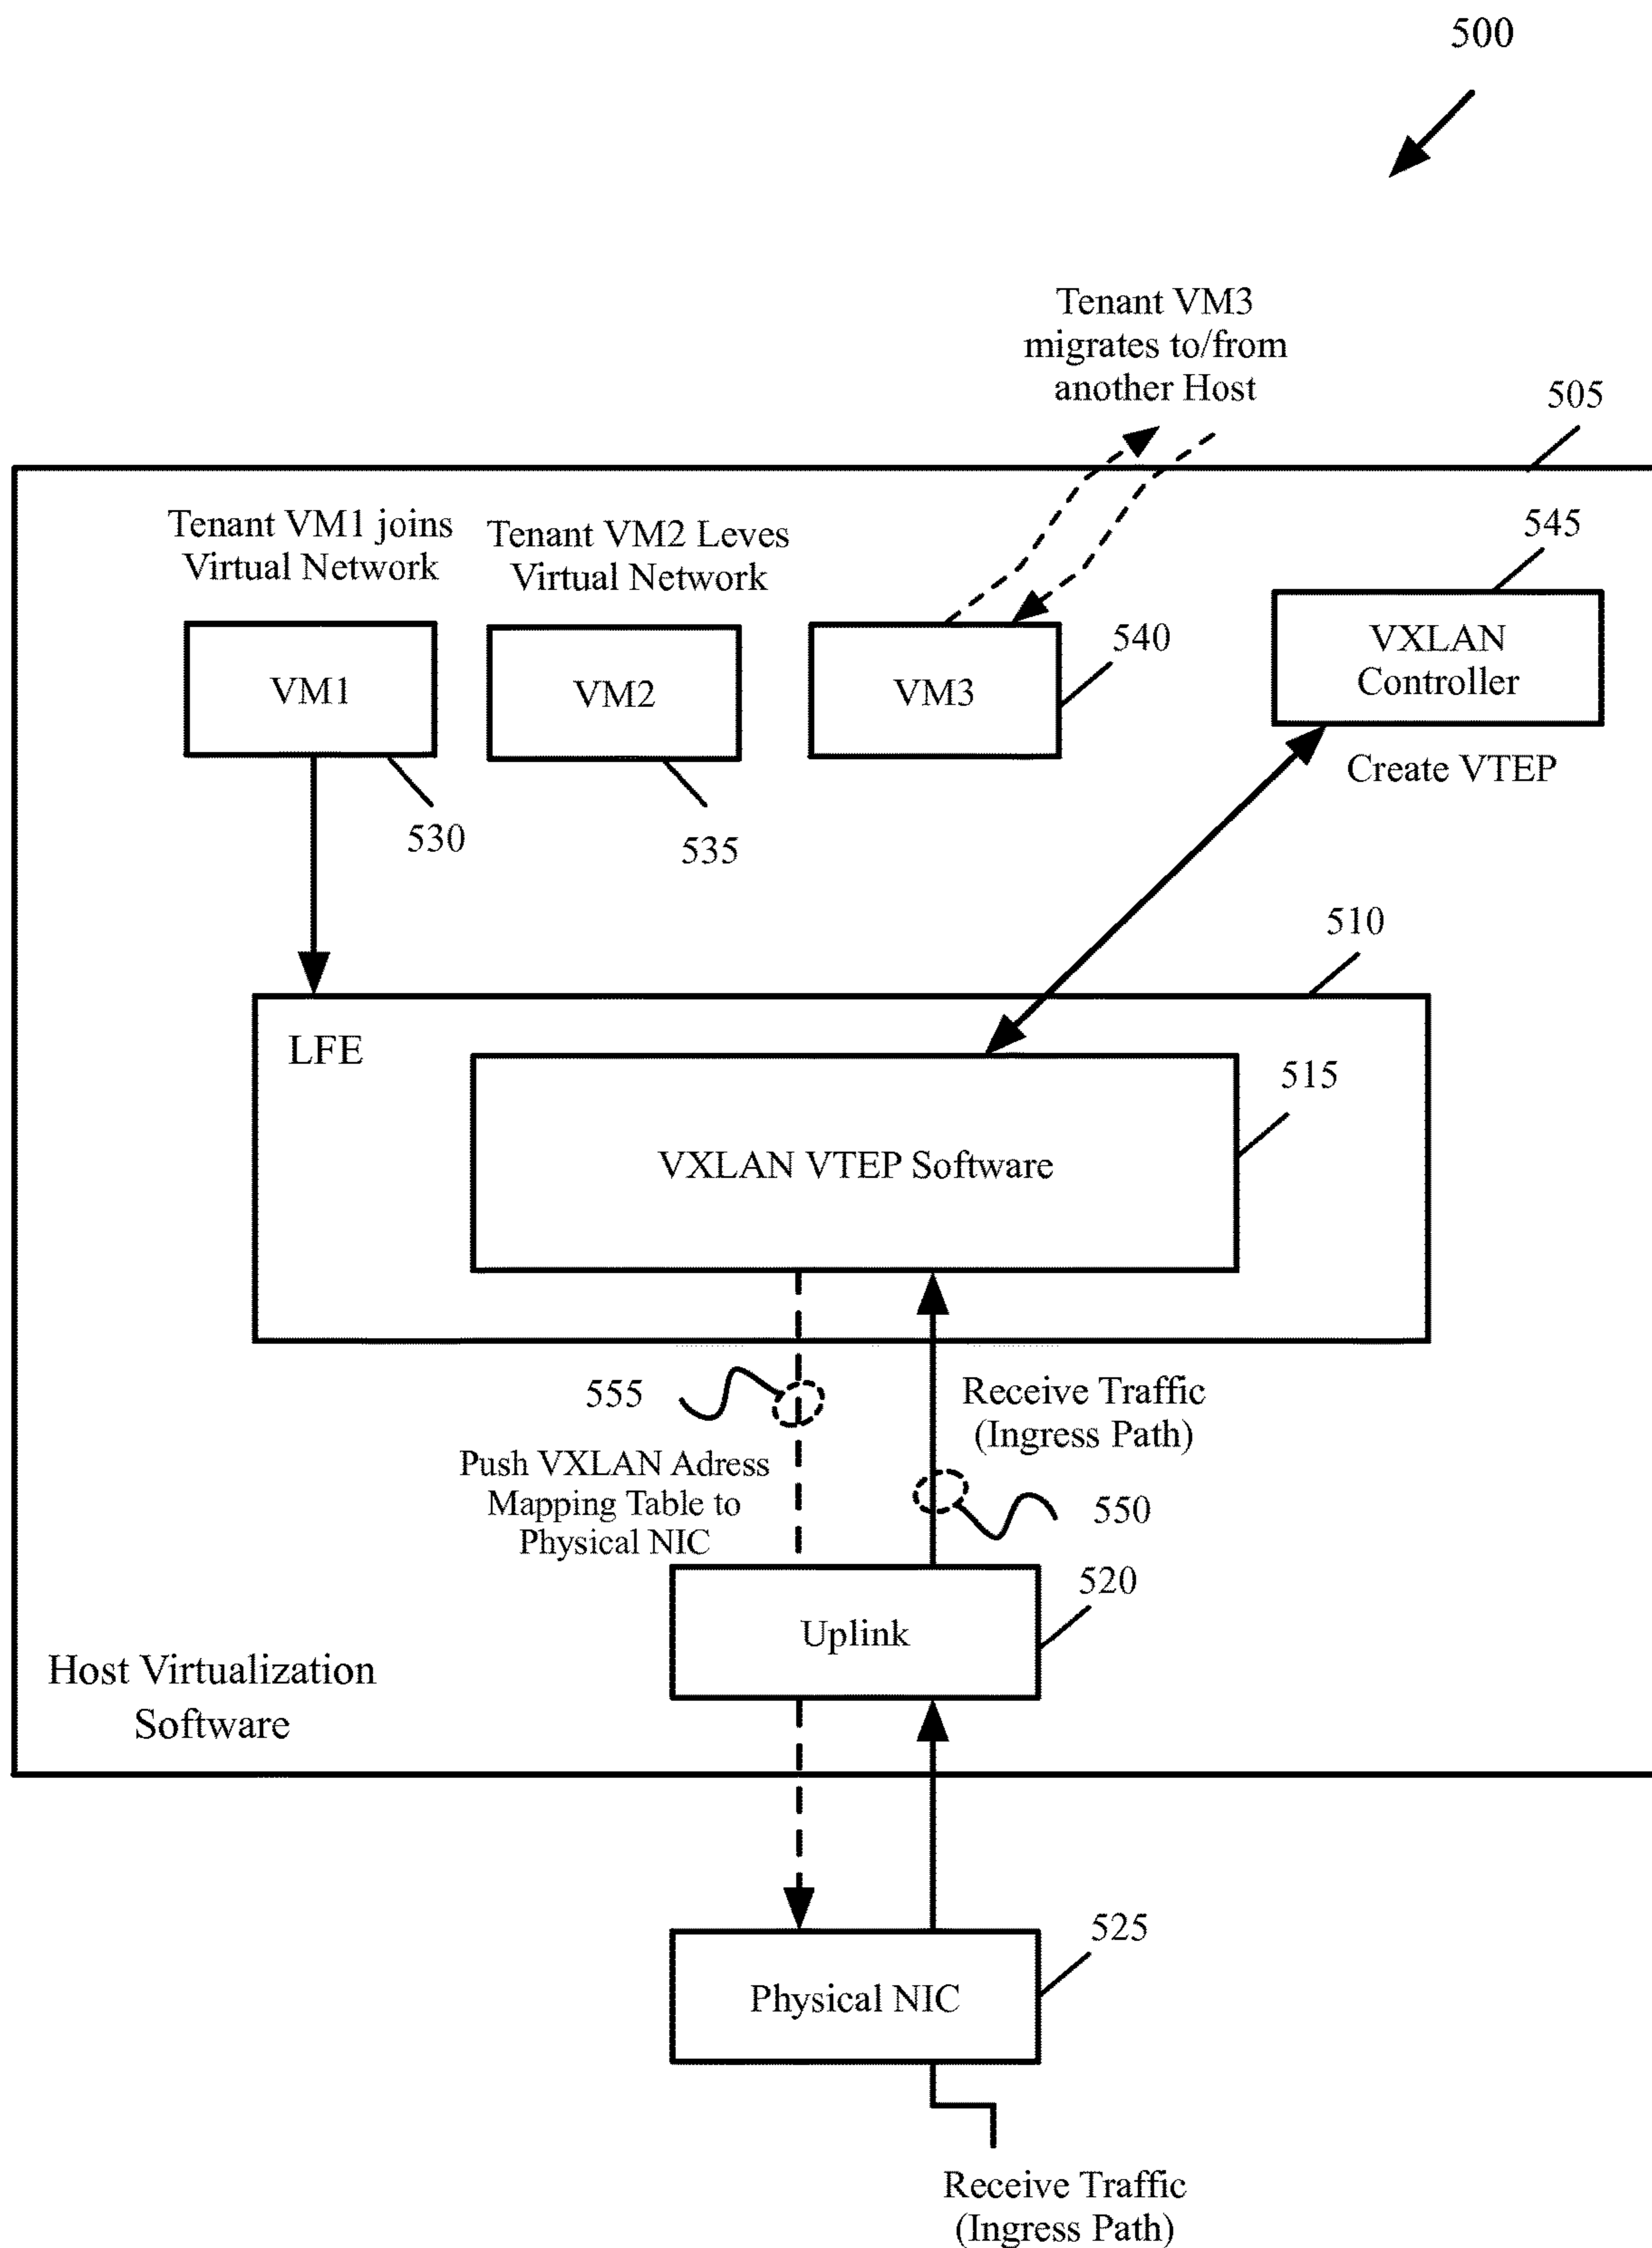 500
Tenant VM3
migrates to/from
another Host
505
Tenant VM1 joins
Virtual Network
Tenant VM2 Leves
Virtual Network
545
VM1
VM2
VM3
540
VXLAN
Controller
Create VTEP
530
535
510
LFE
515
VXLAN VTEP Software
555
Receive Traffic
(Ingress Path)
Push VXLAN Adress
Mapping Table to
Physical NIC
550
520
Uplink
Host Virtualization
Software
525
Physical NIC
Receive Traffic
(Ingress Path)